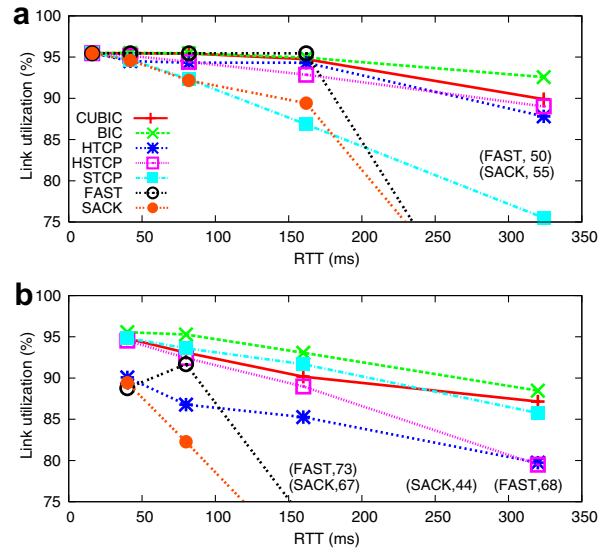 a
100
95
90
85
80
75
Link utilization (%)
CUBIC
BIC
HTCP
HSTCP
STCP
FAST
SACK
(FAST, 50)
(SACK, 55)
0 50 100 150 200 250 300 350
RTT (ms)
b
100
95
90
85
80
75
Link utilization (%)
(FAST,73)
(SACK,67) (SACK,44) (FAST,68)
0 50 100 150 200 250 300 350
RTT (ms)